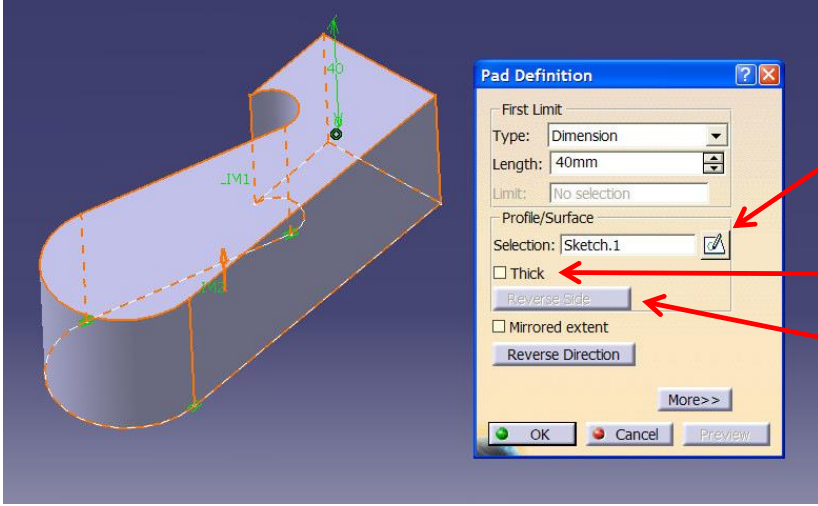 40
LIM1
LIM2
Pad Definition
First Limit
Type: Dimension
Length: 40mm
Limit: No selection
Profile/Surface
Selection: Sketch.1
Thick
Reverse Side
Mirrored extent
Reverse Direction
More>>
OK Cancel Preview